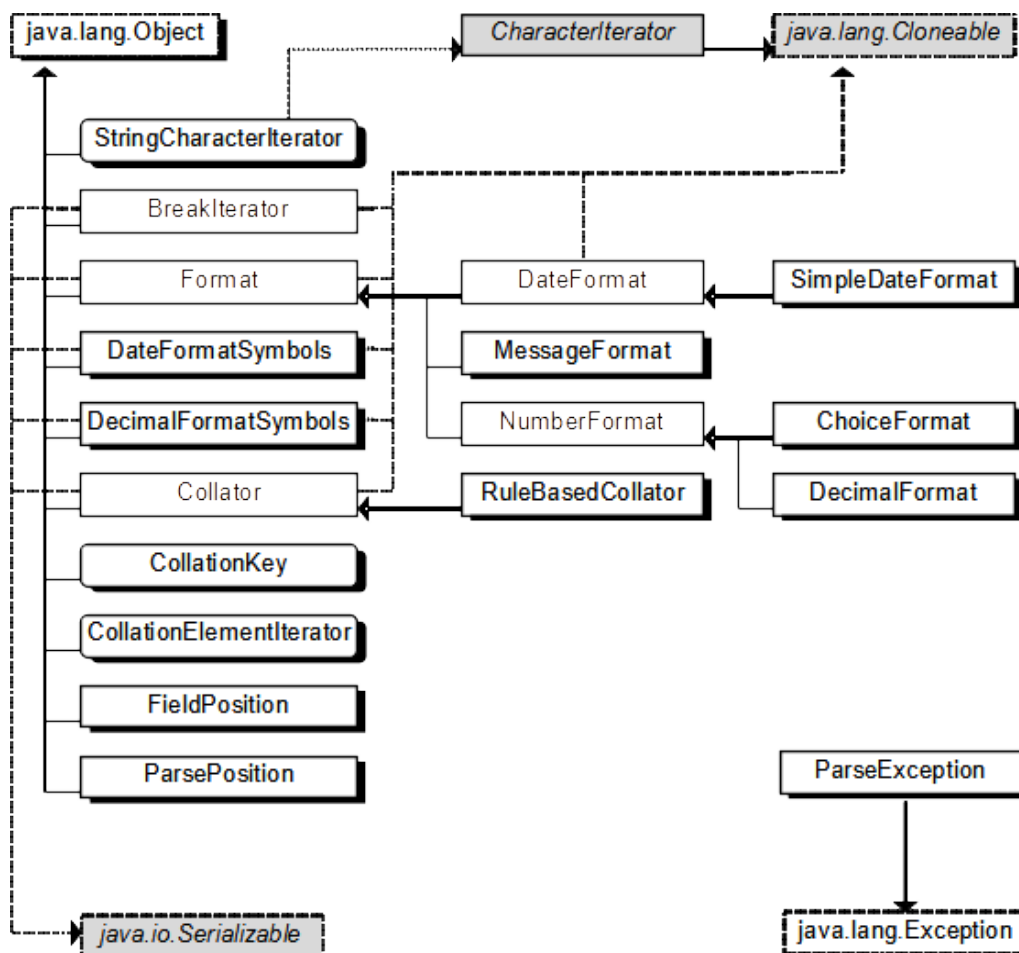 java.lang.Object
CharacterIterator
java.lang.Cloneable
StringCharacterIterator
BreakIterator
Format
DateFormat
SimpleDateFormat
DateFormatSymbols
MessageFormat
DecimalFormatSymbols
NumberFormat
ChoiceFormat
Collator
RuleBasedCollator
DecimalFormat
CollationKey
CollationElementIterator
FieldPosition
ParsePosition
ParseException
java.io.Serializable
java.lang.Exception